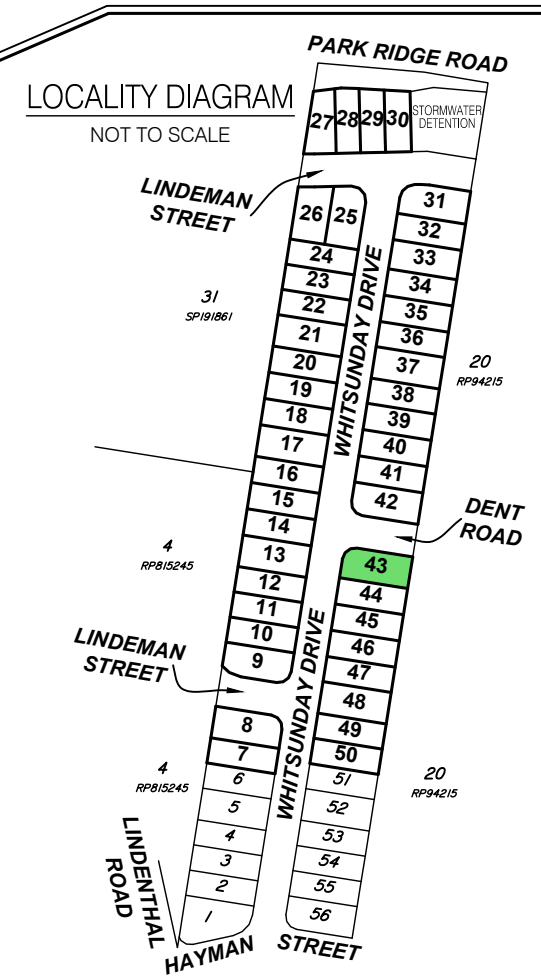 PARK RIDGE ROAD
LOCALITY DIAGRAM
NOT TO SCALE
27 28 29 30
STORMWATER
DETENTION
LINDEMAN
STREET
26 25
31
32
33
34
35
36
37
38
39
40
41
42
24
23
22
21
20
19
18
17
16
15
14
13
12
11
10
9
WHITSUNDAY DRIVE
31
SP191861
20
RP94215
DENT
ROAD
4
RP815245
43
44
45
46
47
48
49
50
51
52
53
54
55
56
LINDEMAN
STREET
WHITSUNDAY DRIVE
8
7
6
5
4
3
2
1
4
RP815245
20
RP94215
LINDENTHAL
ROAD
HAYMAN STREET